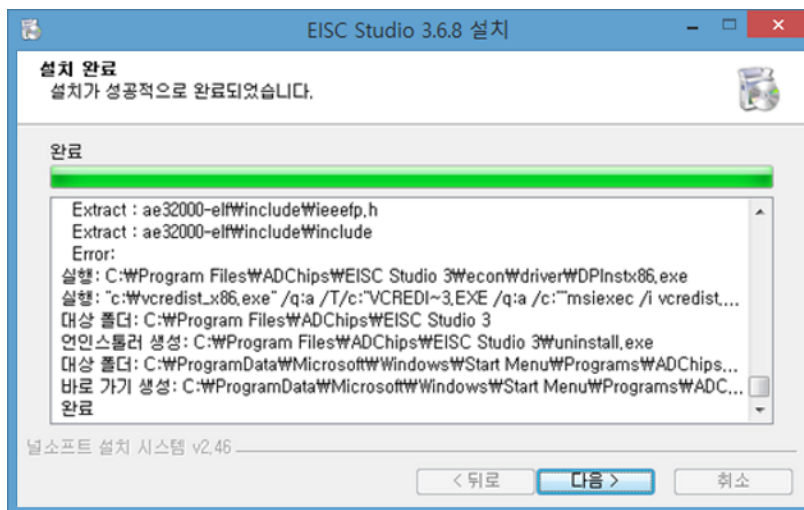 EISC Studio 3.6.8 설치
설치 완료
설치가 성공적으로 완료되었습니다.
완료
Extract : ae32000-elf₩include₩ieeefp.h
Extract : ae32000-elf₩include₩include
Error:
실행: C:₩Program Files₩ADChips₩EISC Studio 3₩econ₩driver₩DPInstx86.exe
실행: "c:₩vcredist_x86.exe" /q:a /T/c:"VCREDI~3.EXE /q:a /c:""msiexec /i vcredist,...
대상 폴더: C:₩Program Files₩ADChips₩EISC Studio 3
언인스톨러 생성: C:₩Program Files₩ADChips₩EISC Studio 3₩uninstall.exe
대상 폴더: C:₩ProgramData₩Microsoft₩Windows₩Start Menu₩Programs₩ADChips...
바로 가기 생성: C:₩ProgramData₩Microsoft₩Windows₩Start Menu₩Programs₩ADC...
완료
널소프트 설치 시스템 v2.46
< 뒤로
다음 >
취소